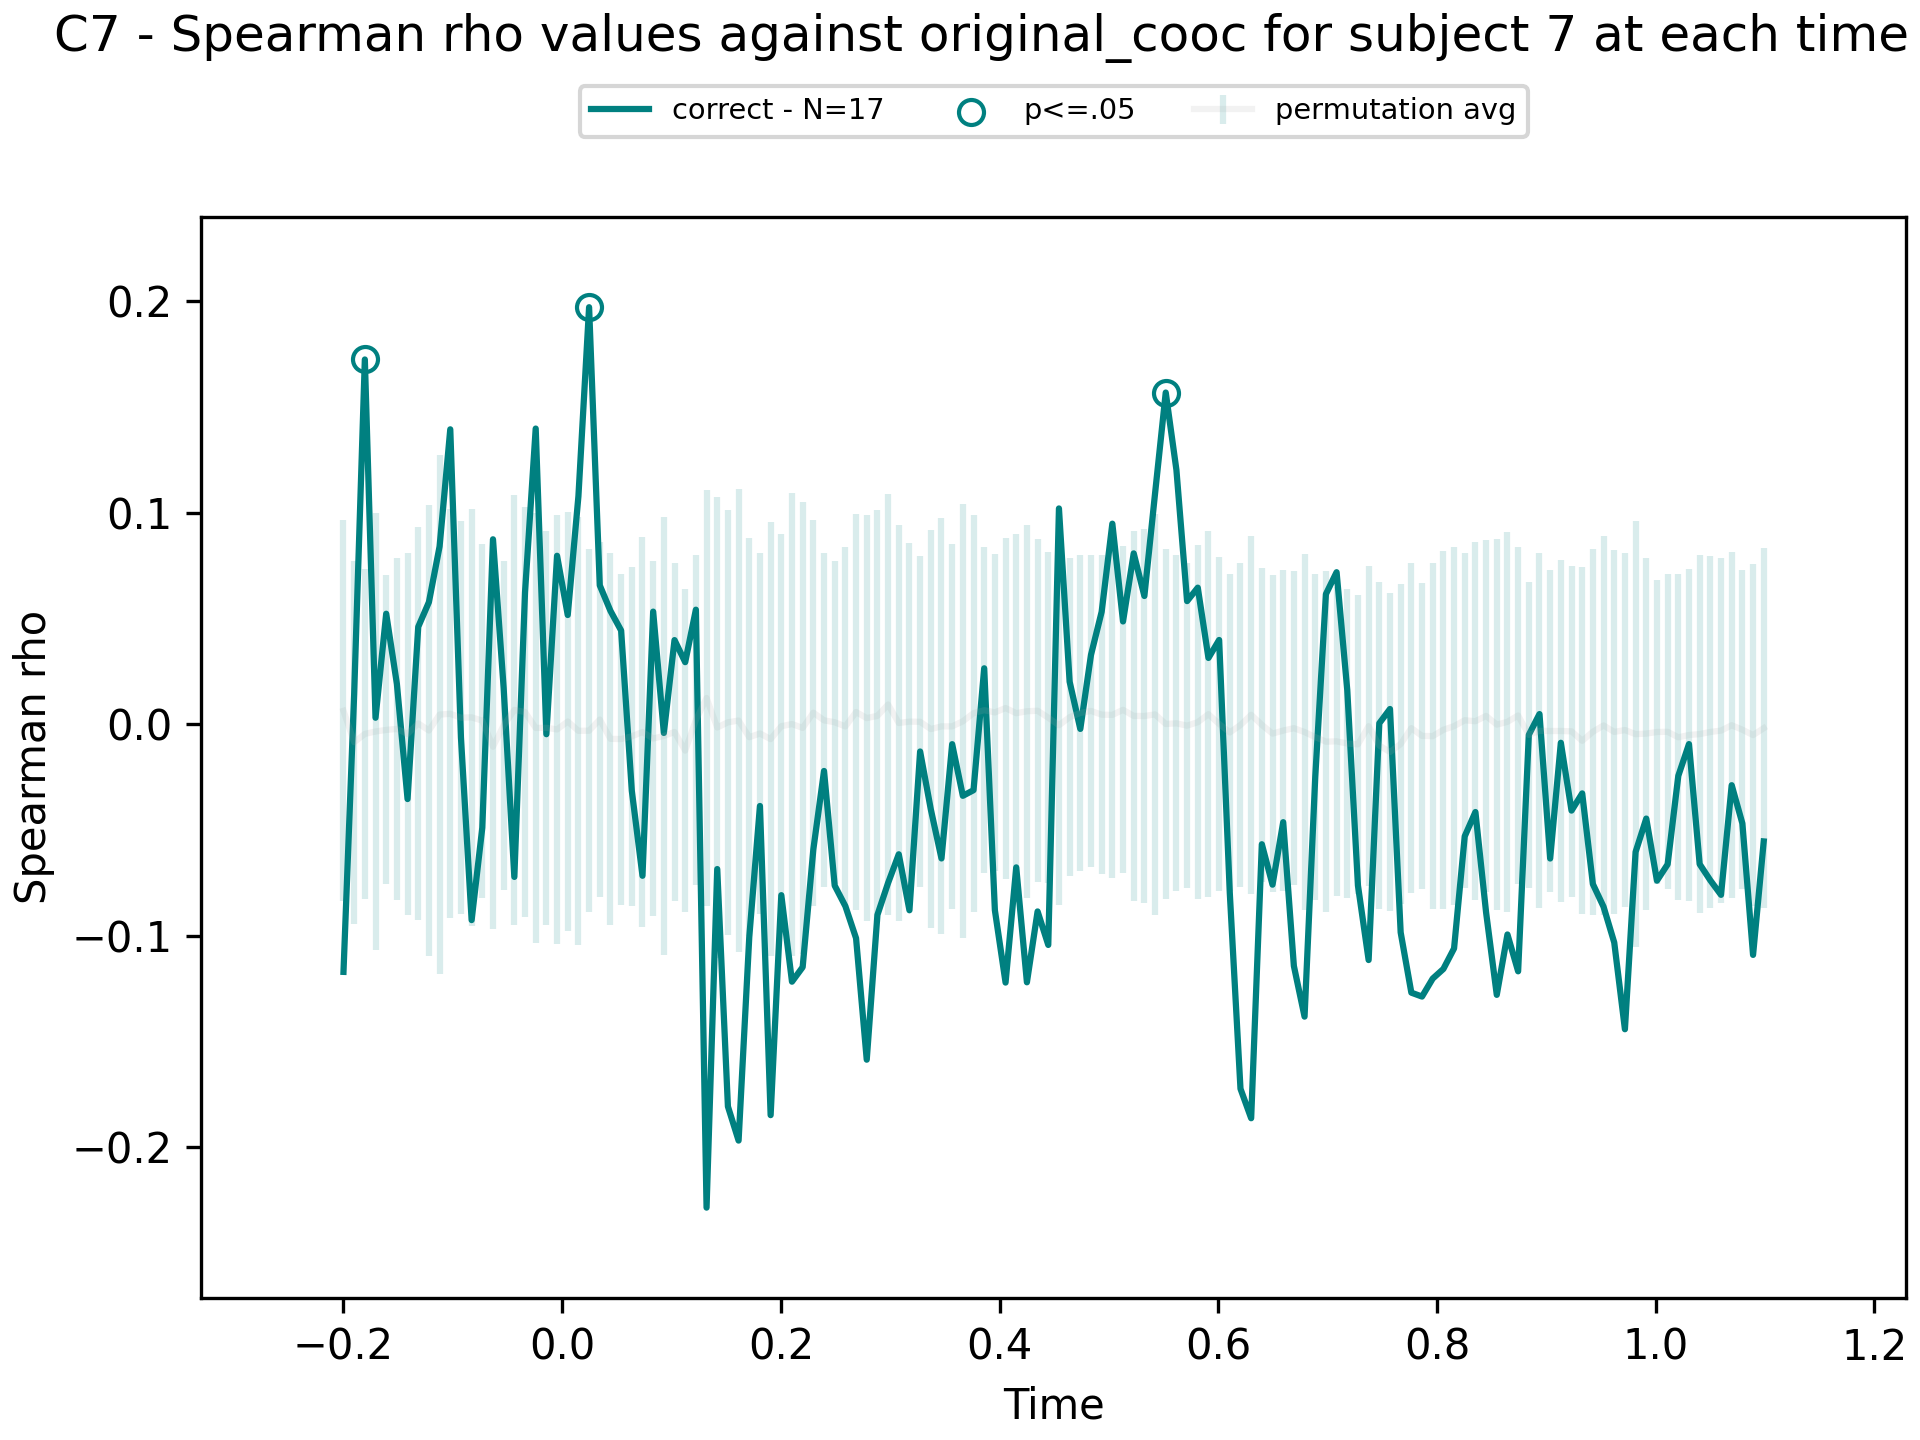 C7 - Spearman rho values against original_cooc for subject 7 at each time
correct - N=17 p<=.05 permutation avg
0.2
0.1
0.0
−0.1
−0.2
Spearman rho
−0.2 0.0 0.2 0.4 0.6 0.8 1.0 1.2
Time